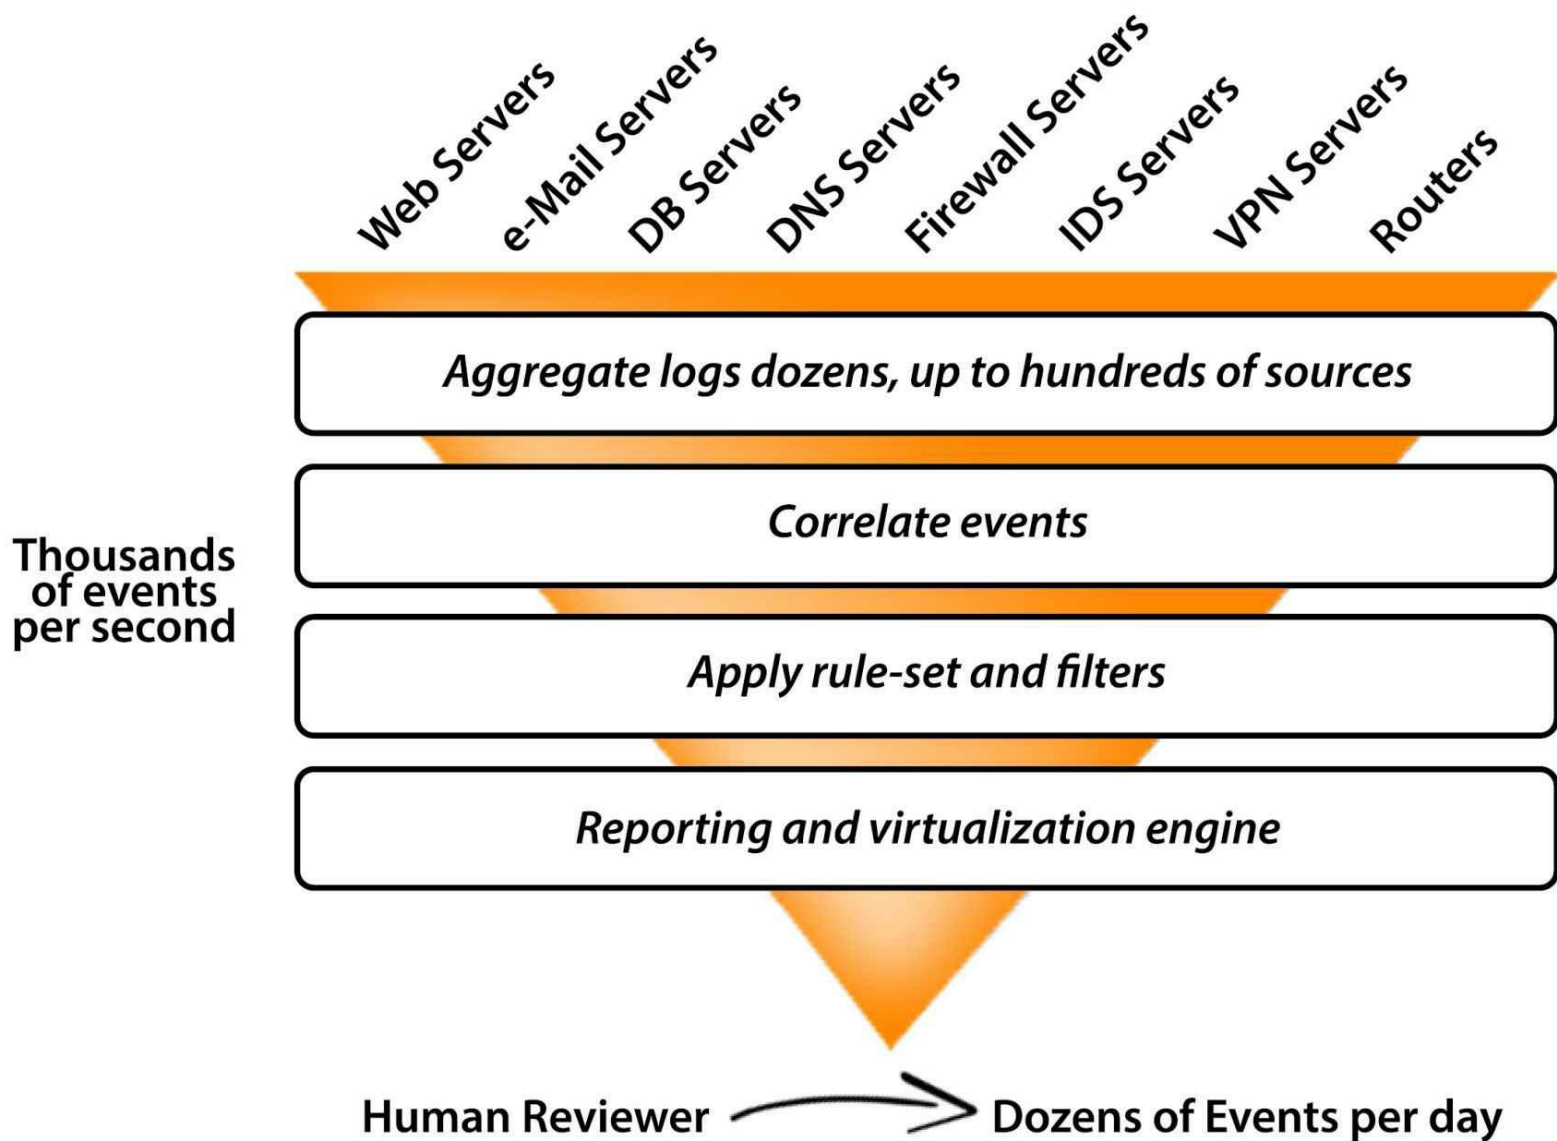 Web Servers
e-Mail Servers
DB Servers
DNS Servers
Firewall Servers
IDS Servers
VPN Servers
Routers
Aggregate logs dozens, up to hundreds of sources
Correlate events
Thousands
of events
per second
Apply rule-set and filters
Reporting and virtualization engine
Human Reviewer
Dozens of Events per day